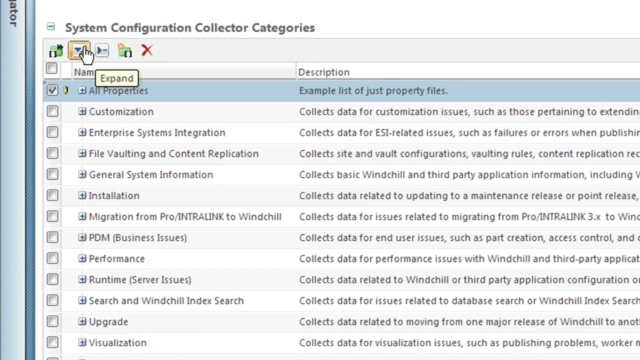 gator
System Configuration Collector Categories
Name Description
Expand
All Properties Example list of just property files.
Customization Collects data for customization issues, such as those pertaining to extending
Enterprise Systems Integration Collects data for ESI-related issues, such as failures or errors when publishin
File Vaulting and Content Replication Collects site and vault configurations, vaulting rules, content replication rec
General System Information Collects basic Windchill and third party application information, including W
Installation Collects data related to updating to a maintenance release or point release,
Migration from Pro/INTRALINK to Windchill Collects data for issues related to migrating from Pro/INTRALINK 3.x to Wind
PDM (Business Issues) Collects data for end user issues, such as part creation, access control, and
Performance Collects data for performance issues with Windchill and third-party applicat
Runtime (Server Issues) Collects data related to Windchill or third party application configuration or
Search and Windchill Index Search Collects data for issues related to database search or Windchill Index Search
Upgrade Collects data related to moving from one major release of Windchill to anot
Visualization Collects data for visualization issues, such as publishing problems, worker m